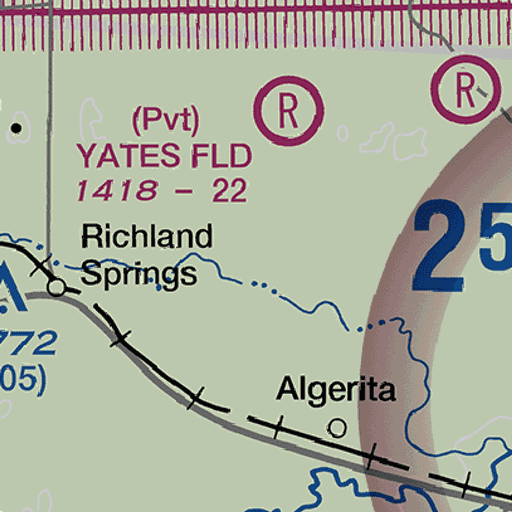 R
R
(Pvt)
YATES FLD
1418 - 22
25
Richland
Springs
772
05)
Algerita